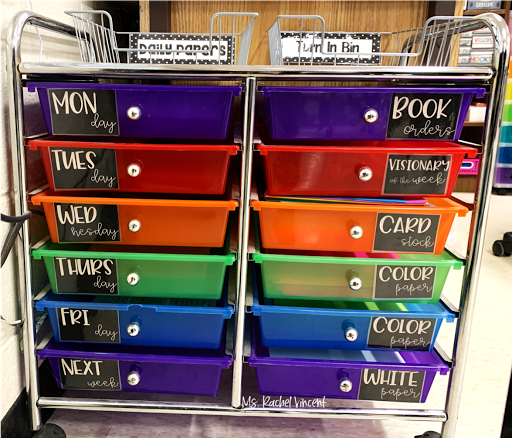 Daily papers
Turn In Bin
MON
day
BOOK
orders
TUES
day
VISIONARY
of the week
WED
nesday
CARD
stock
THURS
day
COLOR
paper
FRI
day
COLOR
paper
NEXT
week
WHITE
paper
Ms. Rachel Vincent